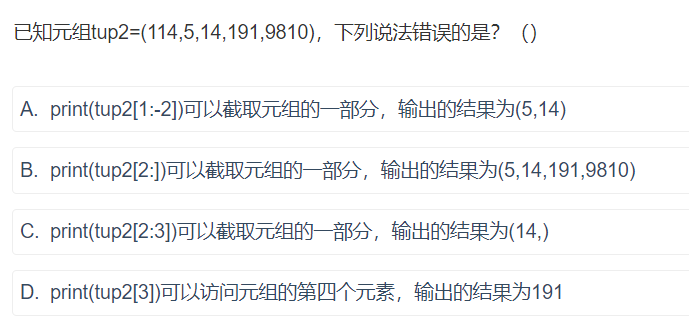 已知元组tup2=(114,5,14,191,9810)，下列说法错误的是？（）
A. print(tup2[1:-2])可以截取元组的一部分，输出的结果为(5,14)
B. print(tup2[2:])可以截取元组的一部分，输出的结果为(5,14,191,9810)
C. print(tup2[2:3])可以截取元组的一部分，输出的结果为(14,)
D. print(tup2[3])可以访问元组的第四个元素，输出的结果为191